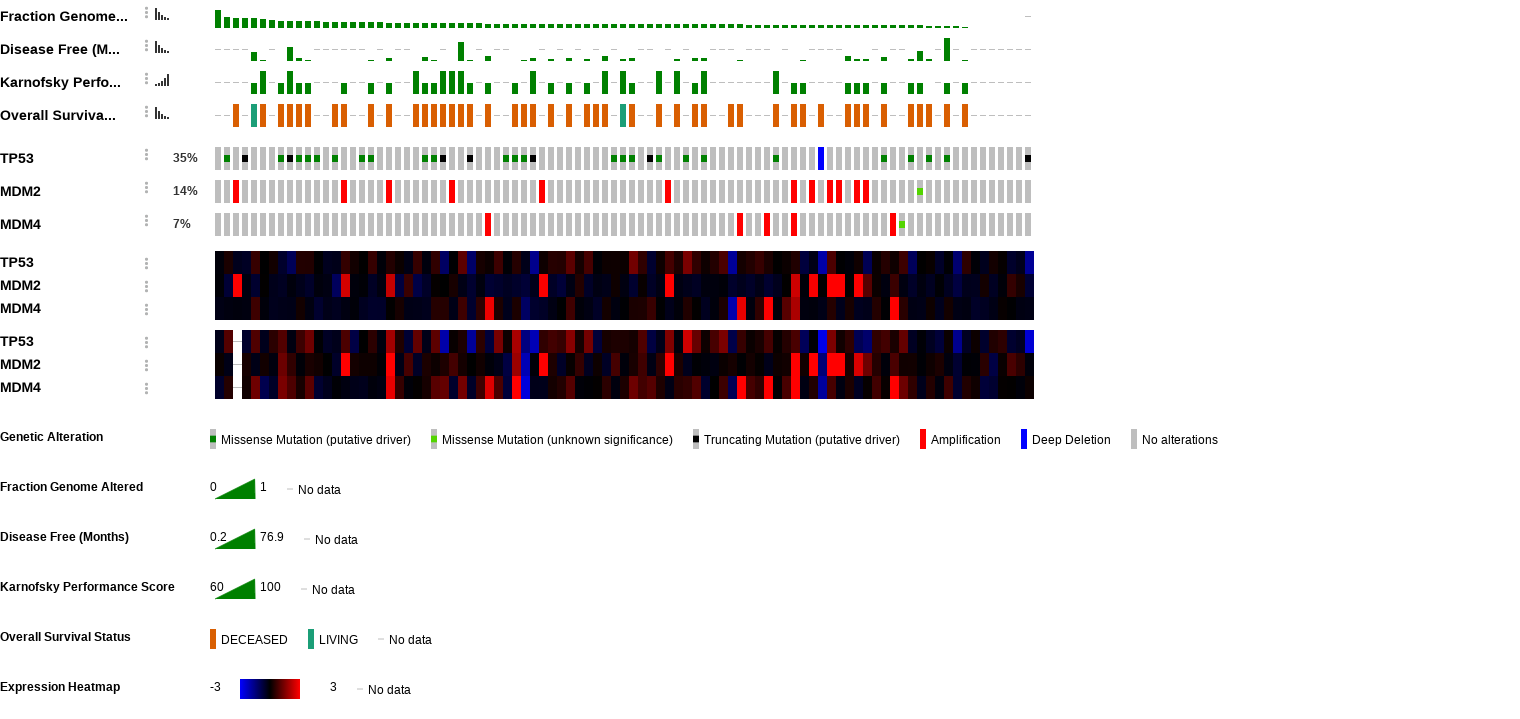 Fraction Genome...
Disease Free (M...
Karnofsky Perfo...
Overall Surviva...
TP53 35%
MDM2 14%
MDM4 7%
TP53
MDM2
MDM4
TP53
MDM2
MDM4
Genetic Alteration Missense Mutation (putative driver) Missense Mutation (unknown significance) Truncating Mutation (putative driver) Amplification Deep Deletion No alterations
Fraction Genome Altered 0 1 No data
Disease Free (Months) 0.2 76.9 No data
Karnofsky Performance Score 60 100 No data
Overall Survival Status DECEASED LIVING No data
Expression Heatmap -3 3 No data